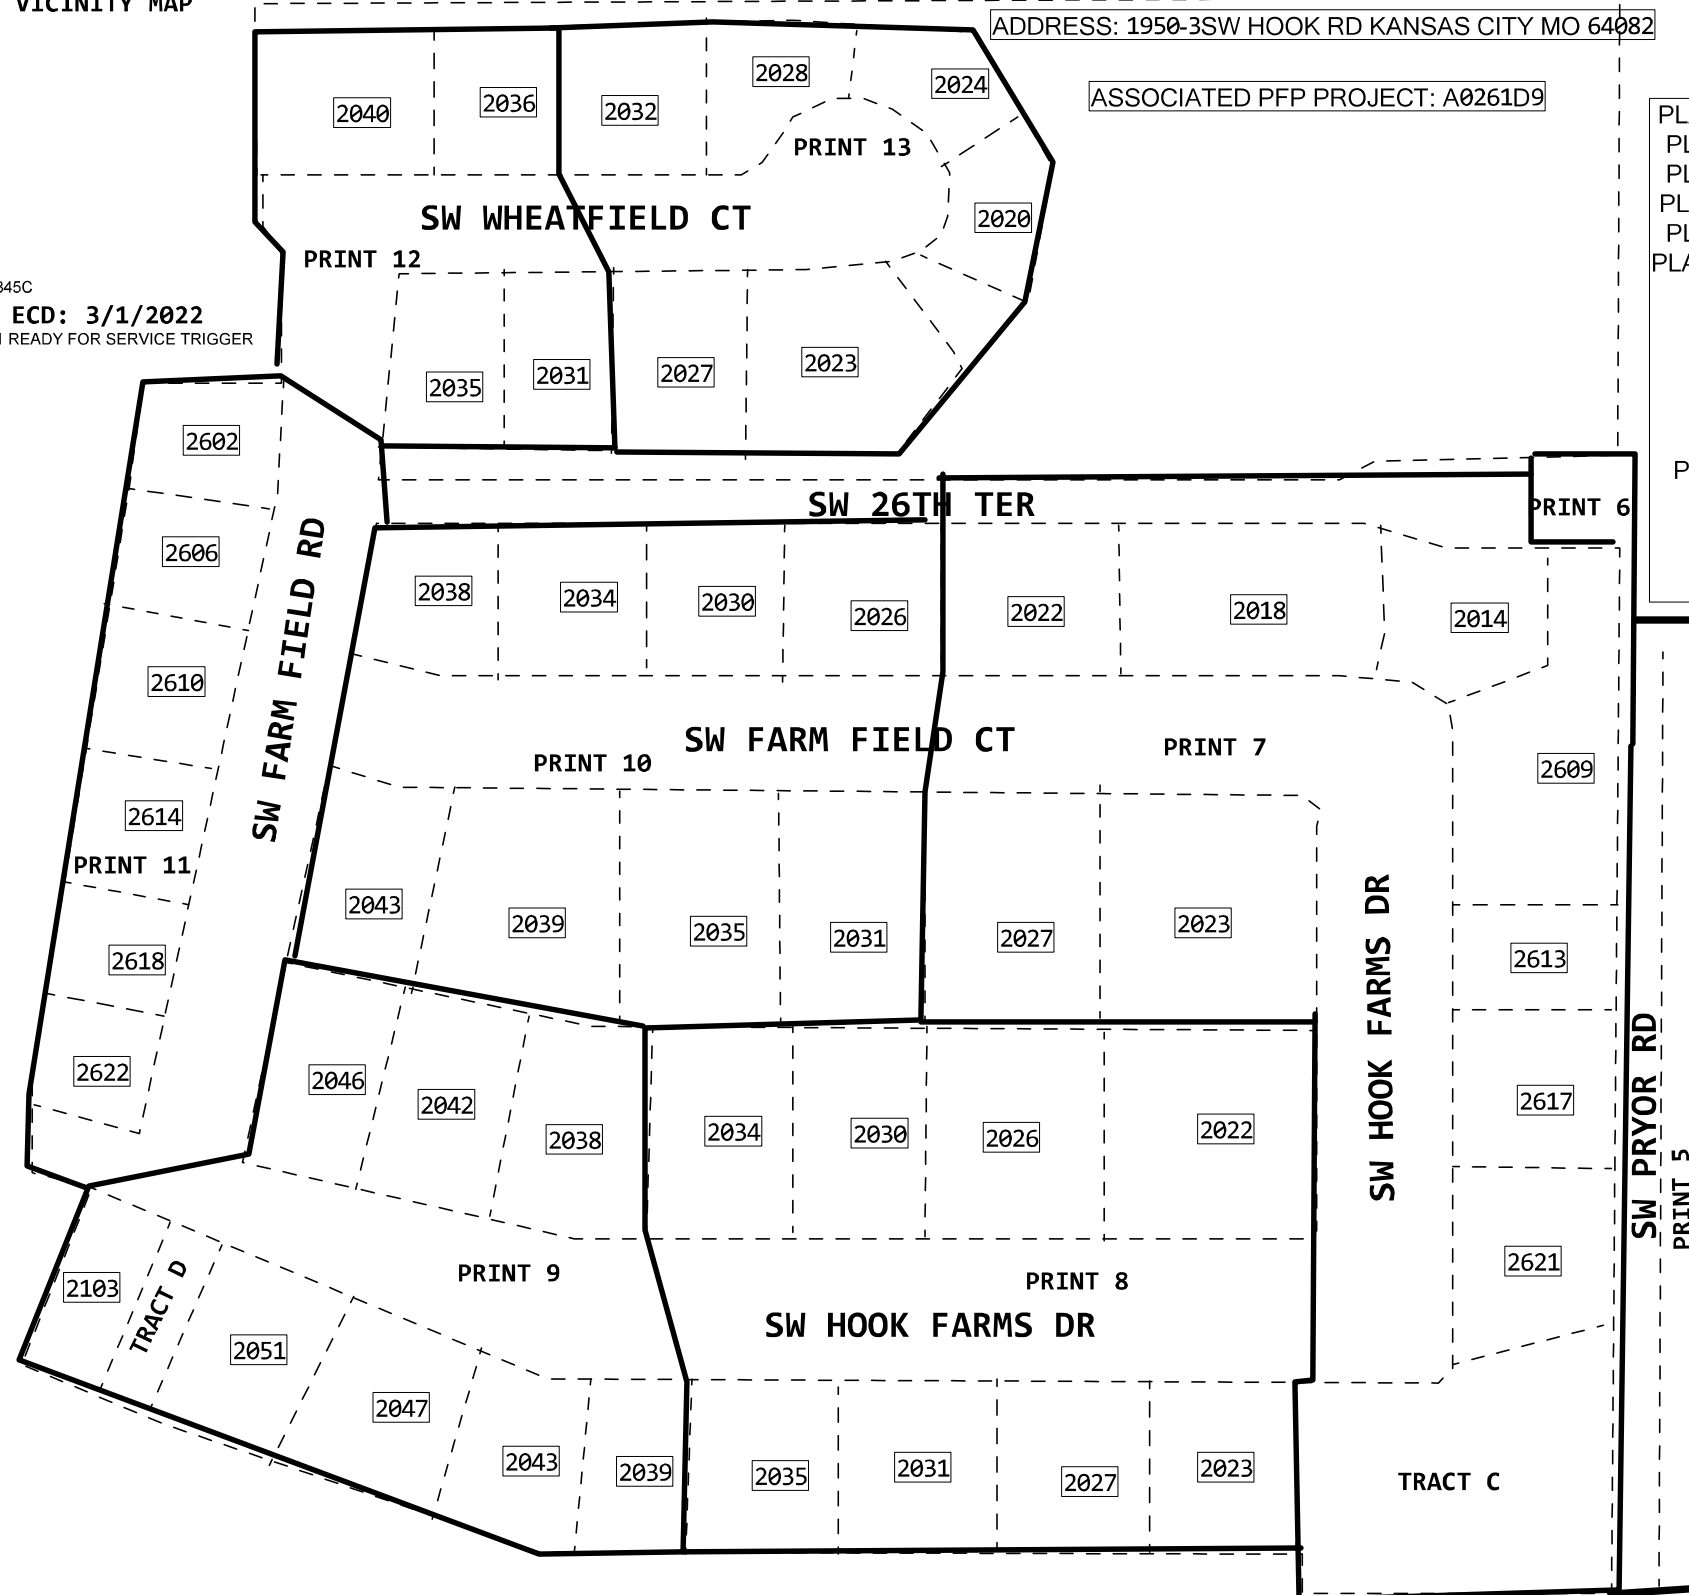 VICINITY MAP
ADDRESS: 1950-3SW HOOK RD KANSAS CITY MO 64082
ASSOCIATED PFP PROJECT: A0261D9
2040
2036
2032
2028
2024
PRINT 13
SW WHEATFIELD CT
2020
PRINT 12
345C
ECD: 3/1/2022
READY FOR SERVICE TRIGGER
2035
2031
2027
2023
2602
SW 26TH TER
PRINT 6
2606
2038
2034
2030
2026
2022
2018
2014
SW FARM FIELD RD
2610
SW FARM FIELD CT
PRINT 10
PRINT 7
2609
2614
PRINT 11
2043
2039
2035
2031
2027
2023
SW HOOK FARMS DR
2618
2613
2622
2046
2042
2038
2034
2030
2026
2022
2617
SW PRYOR RD
PRINT 5
2103
TRACT D
PRINT 9
PRINT 8
2621
SW HOOK FARMS DR
2051
2047
2043
2039
2035
2031
2027
2023
TRACT C